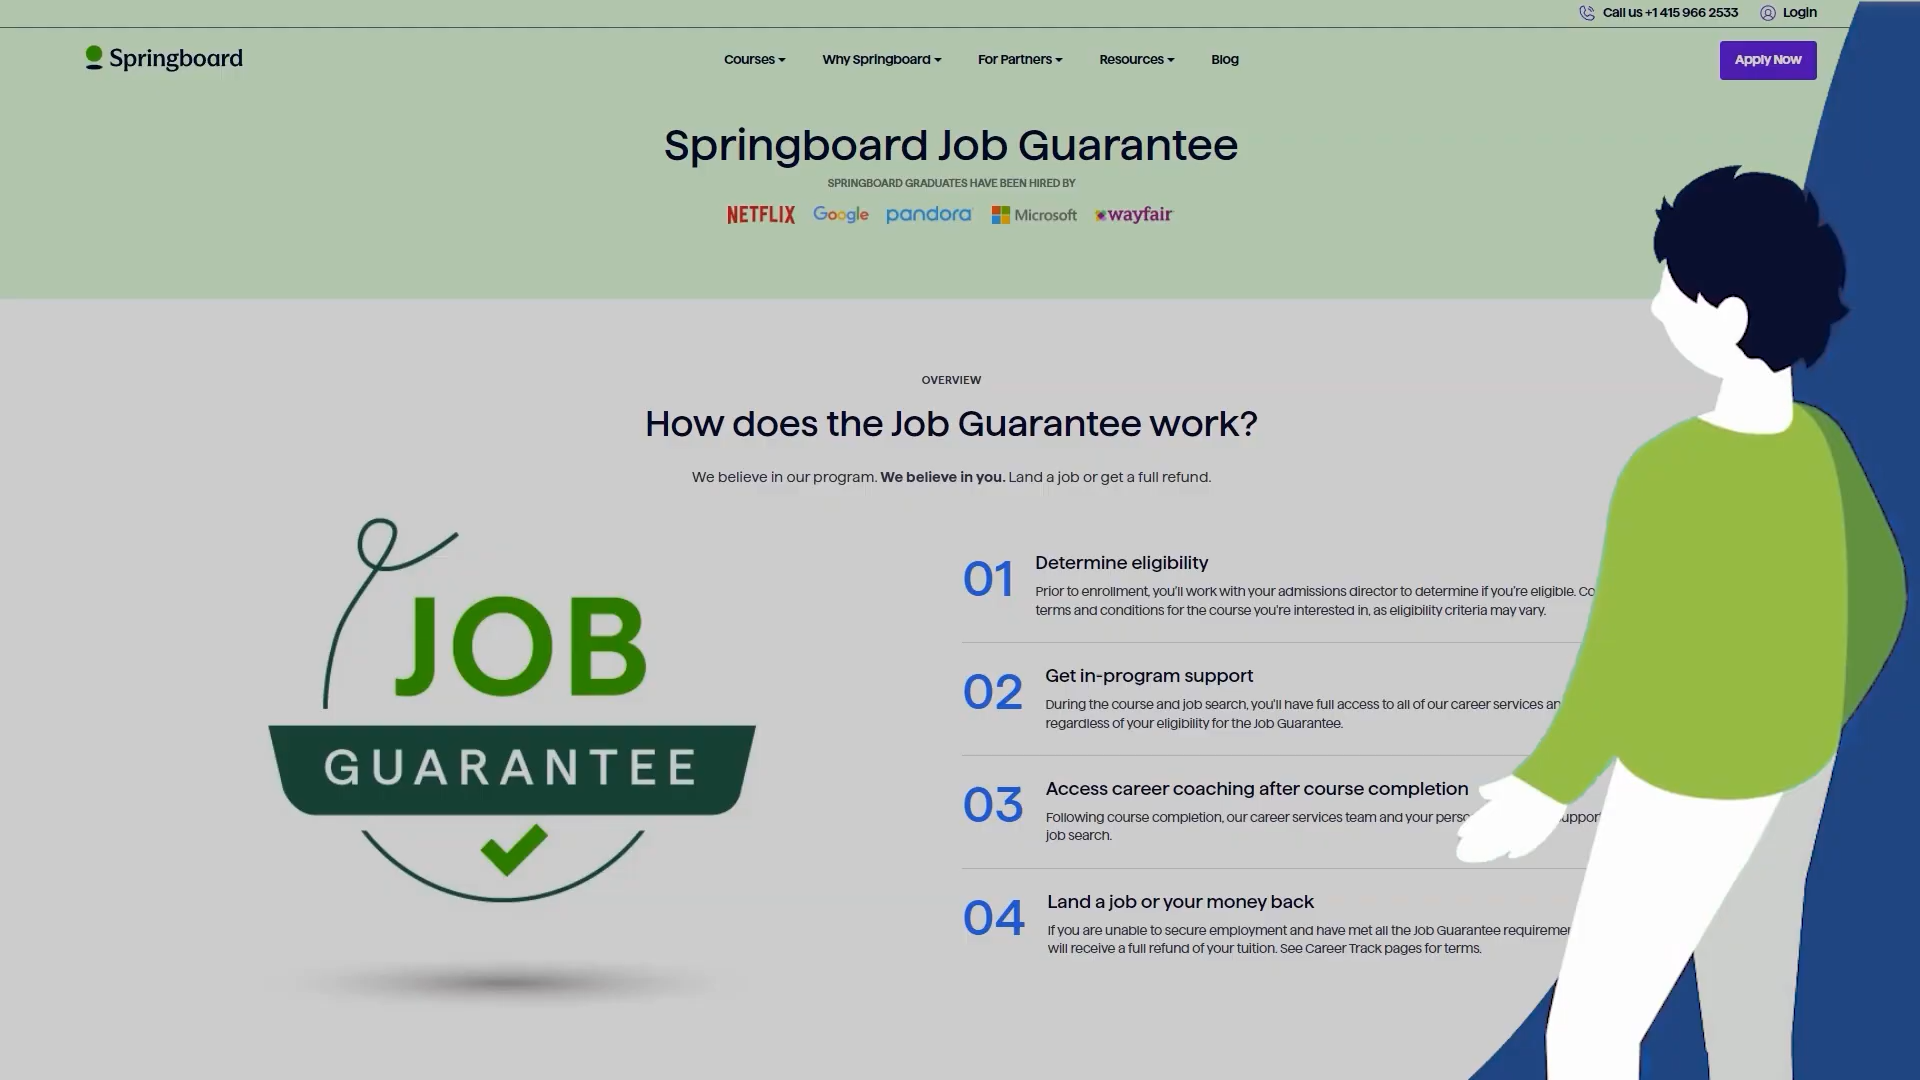 Call us +1 415 966 2533 Login
Springboard Courses Why Springboard For Partners Resources Blog Apply Now
Springboard Job Guarantee
SPRINGBOARD GRADUATES HAVE BEEN HIRED BY
NETFLIX Google pandora Microsoft wayfair
OVERVIEW
How does the Job Guarantee work?
We believe in our program. We believe in you. Land a job or get a full refund.
JOB
GUARANTEE
01 Determine eligibility
Prior to enrollment, you'll work with your admissions director to determine if you're eligible.
terms and conditions for the course you're interested in, as eligibility criteria may vary.
02 Get in-program support
During the course and job search, you'll have full access to all of our career services
regardless of your eligibility for the Job Guarantee.
03 Access career coaching after course completion
Following course completion, our career services team and your
job search.
04 Land a job or your money back
If you are unable to secure employment and have met all the Job Guarantee
will receive a full refund of your tuition. See Career Track pages for terms.